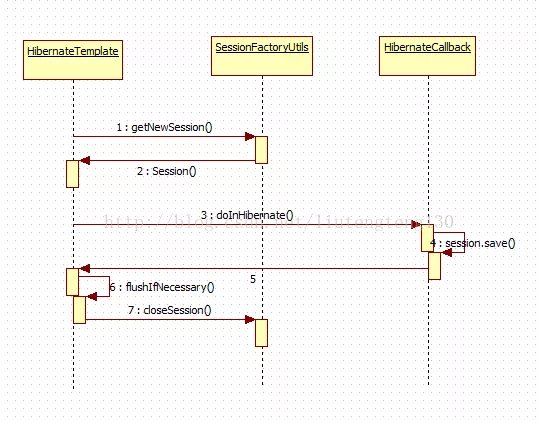 HibernateTemplate
SessionFactoryUtils
HibernateCallback
1 : getNewSession()
2 : Session()
3 : doInHibernate()
4 : session.save()
5
6 : flushIfNecessary()
7 : closeSession()